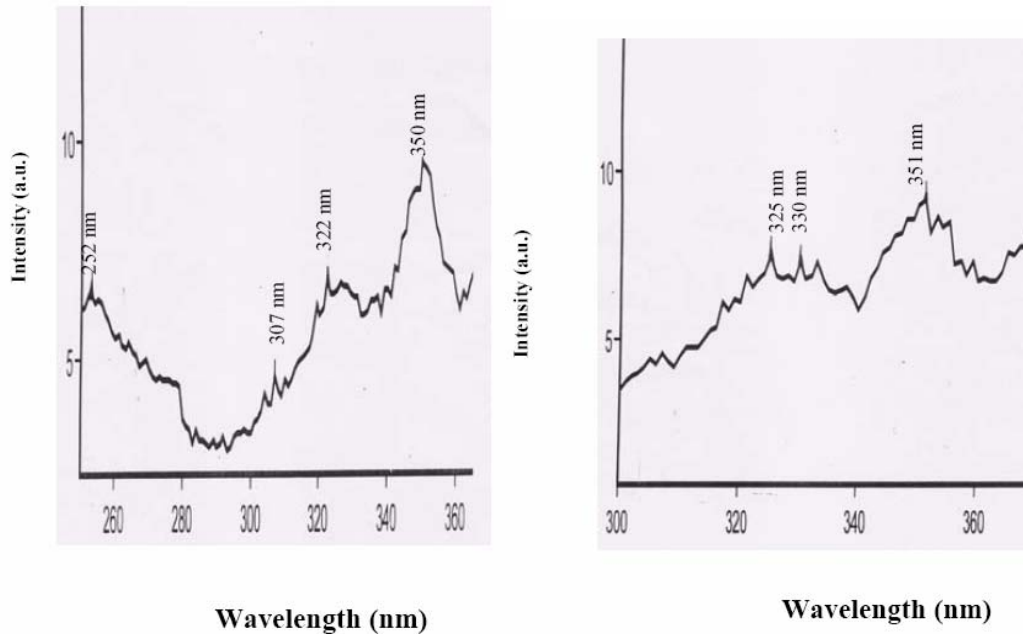 Intensity (a.u.)
10
5
252 nm
307 nm
322 nm
350 nm
260 280 300 320 340 360
Wavelength (nm)
Intensity (a.u.)
10
5
325 nm
330 nm
351 nm
300 320 340 360
Wavelength (nm)